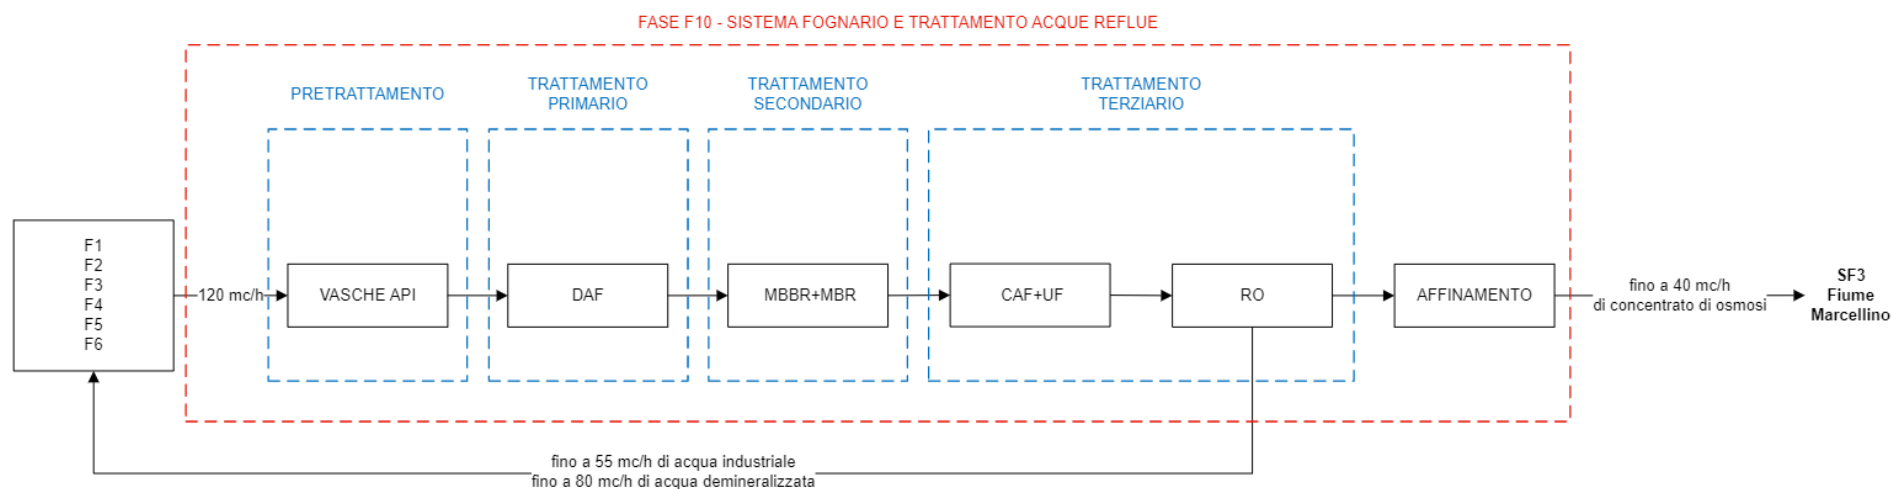 FASE F10 - SISTEMA FOGNARIO E TRATTAMENTO ACQUE REFLUE
PRETRATTAMENTO
TRATTAMENTO
PRIMARIO
TRATTAMENTO
SECONDARIO
TRATTAMENTO
TERZIARIO
F1
F2
F3
F4
F5
F6
120 mc/h
VASCHE API
DAF
MBBR+MBR
CAF+UF
RO
AFFINAMENTO
fino a 40 mc/h
di concentrato di osmosi
SF3
Fiume
Marcellino
fino a 55 mc/h di acqua industriale
fino a 80 mc/h di acqua demineralizzata